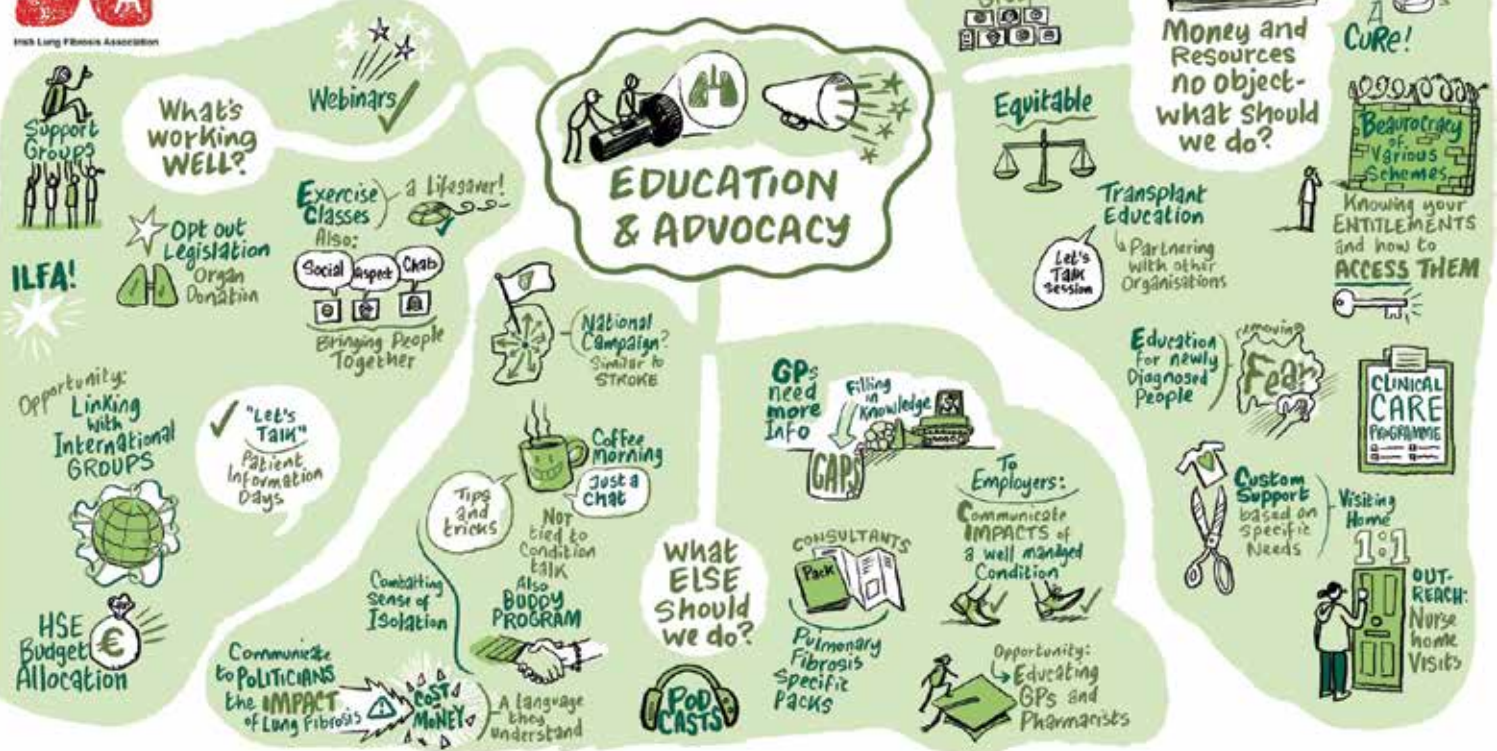 Irish Lung Fibrosis Association
Support
Groups
What's
working
WELL?
Webinars
Exercise
Classes
a Lifesaver!
Also:
Social
Aspect
Chats
Bringing People
Together
Opt out
Legislation
Organ
Donation
ILFA!
Opportunity:
Linking
with
International
GROUPS
"Let's
Talk"
Patient
Information
Days
HSE
Budget
Allocation
€
EDUCATION
& ADVOCACY
National
Campaign?
Similar to
STROKE
Coffee
Morning
Just a
Chat
Tips
and
tricks
Not
tied to
Condition
talk
Combatting
Sense of
Isolation
Also
BUDDY
PROGRAM
Communicate
to POLITICIANS
the IMPACT
of Lung Fibrosis
COST
MONEY
A language
they
understand
What
ELSE
Should
we do?
POD
CASTS
GPs
need
more
Info
Filling
in
Knowledge
GAPS
CONSULTANTS
Pack
Pulmonary
Fibrosis
Specific
PACKS
To
Employers:
Communicate
IMPACTS of
a well managed
Condition
Opportunity:
Educating
GPs and
Pharmacists
Money and
Resources
no object-
what should
we do?
A
CuRe!
Equitable
Transplant
Education
Partnering
with other
Organisations
Let's
Talk
Session
Beaurocracy
of
Various
Schemes
Knowing your
ENTITLEMENTS
and how to
ACCESS THEM
Education
for newly
Diagnosed
People
removing
Fear
CLINICAL
CARE
PROGRAMME
Custom
Support
based on
Specific
Needs
Visiting
Home
1:1
OUT-
REACH:
Nurse
home
Visits